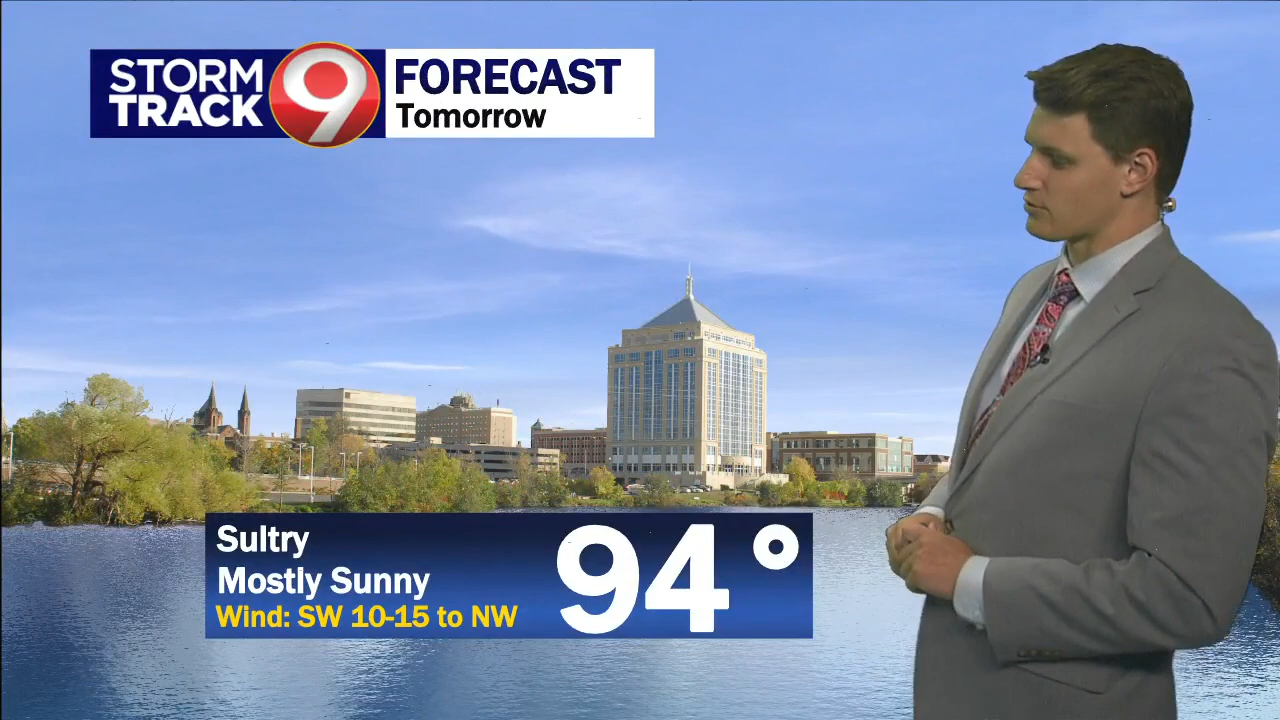 STORM
TRACK
9
FORECAST
Tomorrow
Sultry
Mostly Sunny
Wind: SW 10-15 to NW
94°